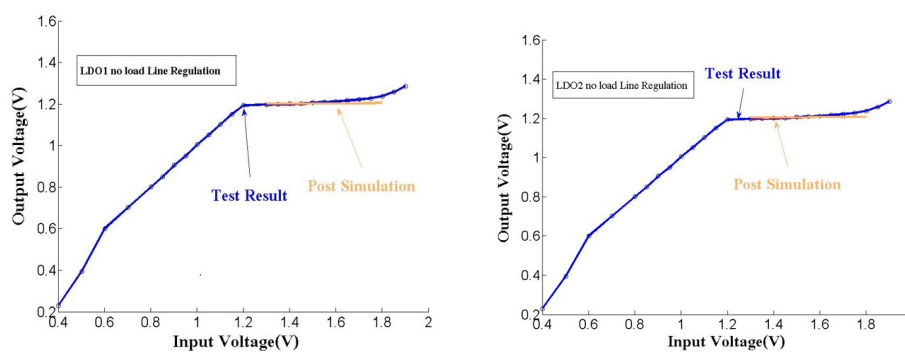 1.6
1.4
LDO1 no load Line Regulation
1.2
1
0.8
0.6
0.4
0.2
Output Voltage(V)
Test Result
Post Simulation
0.4 0.6 0.8 1 1.2 1.4 1.6 1.8 2
Input Voltage(V)
1.6
1.4
LDO2 no load Line Regulation
Test Result
1.2
1
0.8
0.6
0.4
0.2
Output Voltage(V)
Post Simulation
0.4 0.6 0.8 1 1.2 1.4 1.6 1.8
Input Voltage(V)